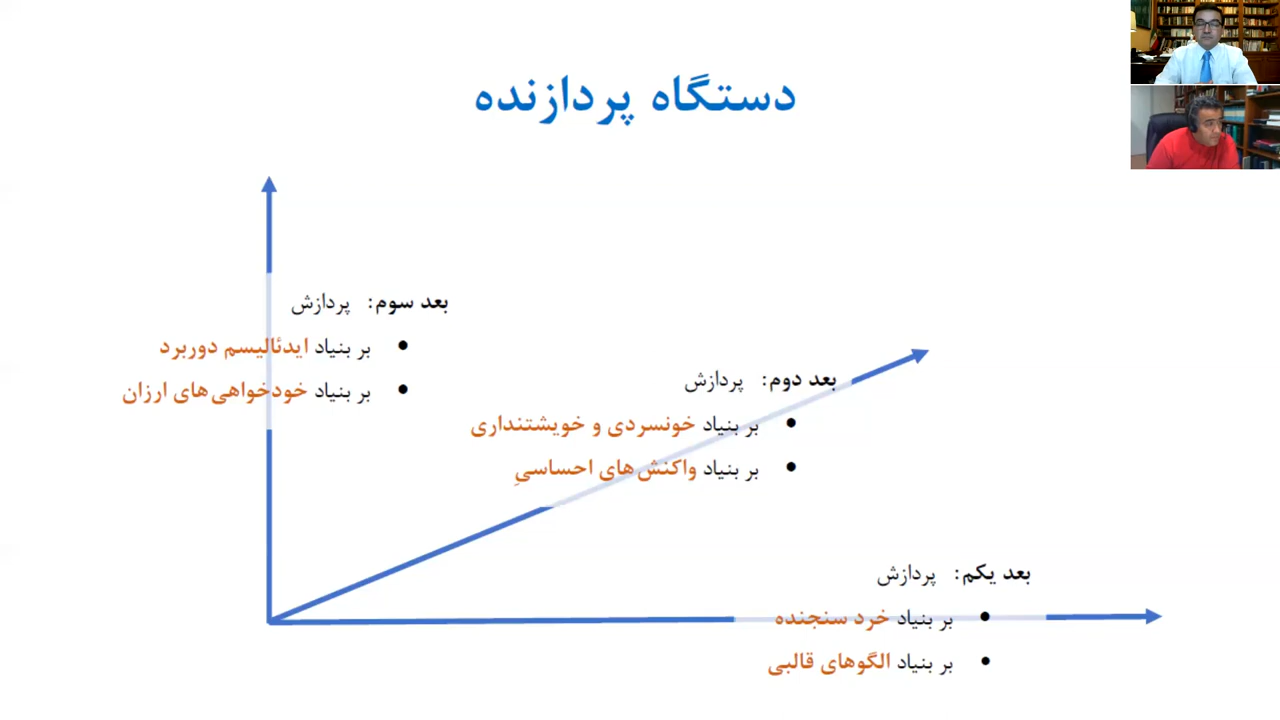 دستگاه پردازنده
بعد سوم: پردازش
• بر بنیاد ایدئالیسم دوربرد
• بر بنیاد خودخواهی‌های ارزان
بعد دوم: پردازش
• بر بنیاد خونسردی و خویشتنداری
• بر بنیاد واکنش‌های احساسیِ
بعد یکم: پردازش
• بر بنیاد خرد سنجنده
• بر بنیاد الگوهای قالبی